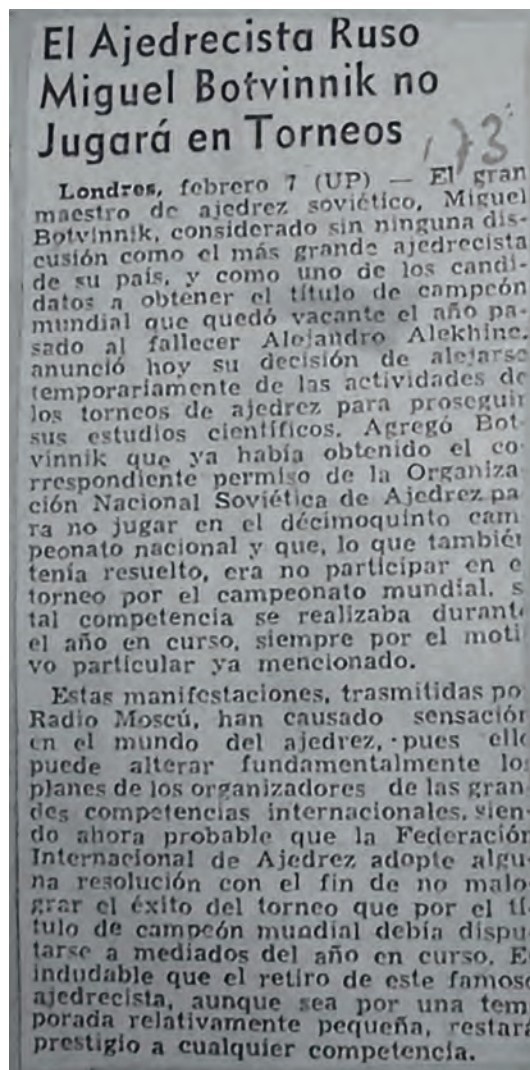 El Ajedrecista Ruso
Miguel Botvinnik no
Jugará en Torneos
Londres, febrero 7 (UP) — El gran
maestro de ajedrez soviético, Miguel
Botvinnik, considerado sin ninguna dis-
cusión como el más grande ajedrecista
de su país, y como uno de los candi-
datos a obtener el título de campeón
mundial que quedó vacante el año pa-
sado al fallecer Alejandro Alekhine,
anunció hoy su decisión de alejarse
temporariamente de las actividades de
los torneos de ajedrez para proseguir
sus estudios científicos. Agregó Bot-
vinnik que ya había obtenido el co-
rrespondiente permiso de la Organiza
ción Nacional Soviética de Ajedrez pa
ra no jugar en el décimoquinto cam
peonato nacional y que, lo que tambiér
tenía resuelto, era no participar en e
torneo por el campeonato mundial, s
tal competencia se realizaba durante
el año en curso, siempre por el moti
vo particular ya mencionado.
Estas manifestaciones, trasmitidas po
Radio Moscú, han causado sensación
en el mundo del ajedrez, pues ello
puede alterar fundamentalmente lo
planes de los organizadores de las gran
des competencias internacionales, sien-
do ahora probable que la Federación
Internacional de Ajedrez adopte algu-
na resolución con el fin de no malo-
grar el éxito del torneo que por el tí-
tulo de campeón mundial debía dispu-
tarse a mediados del año en curso. E
indudable que el retiro de este famoso
ajedrecista, aunque sea por una tem
porada relativamente pequeña, restará
prestigio a cualquier competencia.